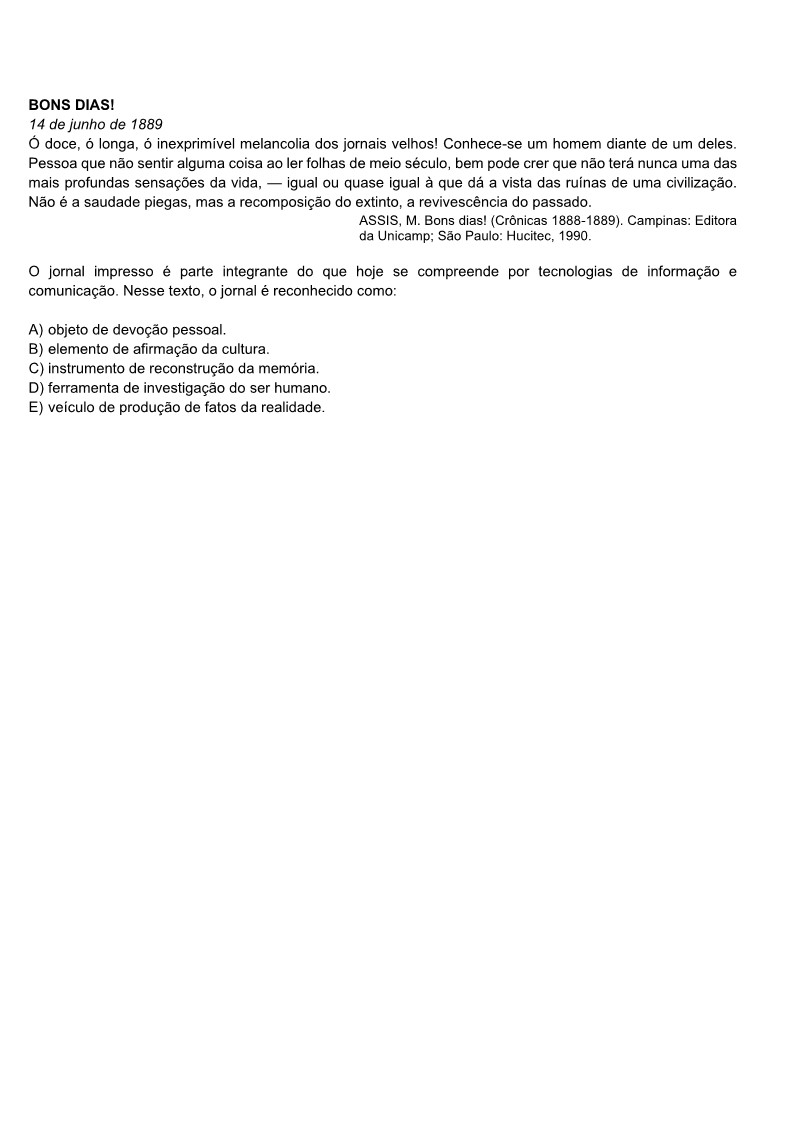 BONS DIAS!
14 de junho de 1889
Ó doce, ó longa, ó inexprimível melancolia dos jornais velhos! Conhece-se um homem diante de um deles.
Pessoa que não sentir alguma coisa ao ler folhas de meio século, bem pode crer que não terá nunca uma das
mais profundas sensações da vida, — igual ou quase igual à que dá a vista das ruínas de uma civilização.
Não é a saudade piegas, mas a recomposição do extinto, a revivescência do passado.
ASSIS, M. Bons dias! (Crônicas 1888-1889). Campinas: Editora
da Unicamp; São Paulo: Hucitec, 1990.
O jornal impresso é parte integrante do que hoje se compreende por tecnologias de informação e
comunicação. Nesse texto, o jornal é reconhecido como:
A) objeto de devoção pessoal.
B) elemento de afirmação da cultura.
C) instrumento de reconstrução da memória.
D) ferramenta de investigação do ser humano.
E) veículo de produção de fatos da realidade.